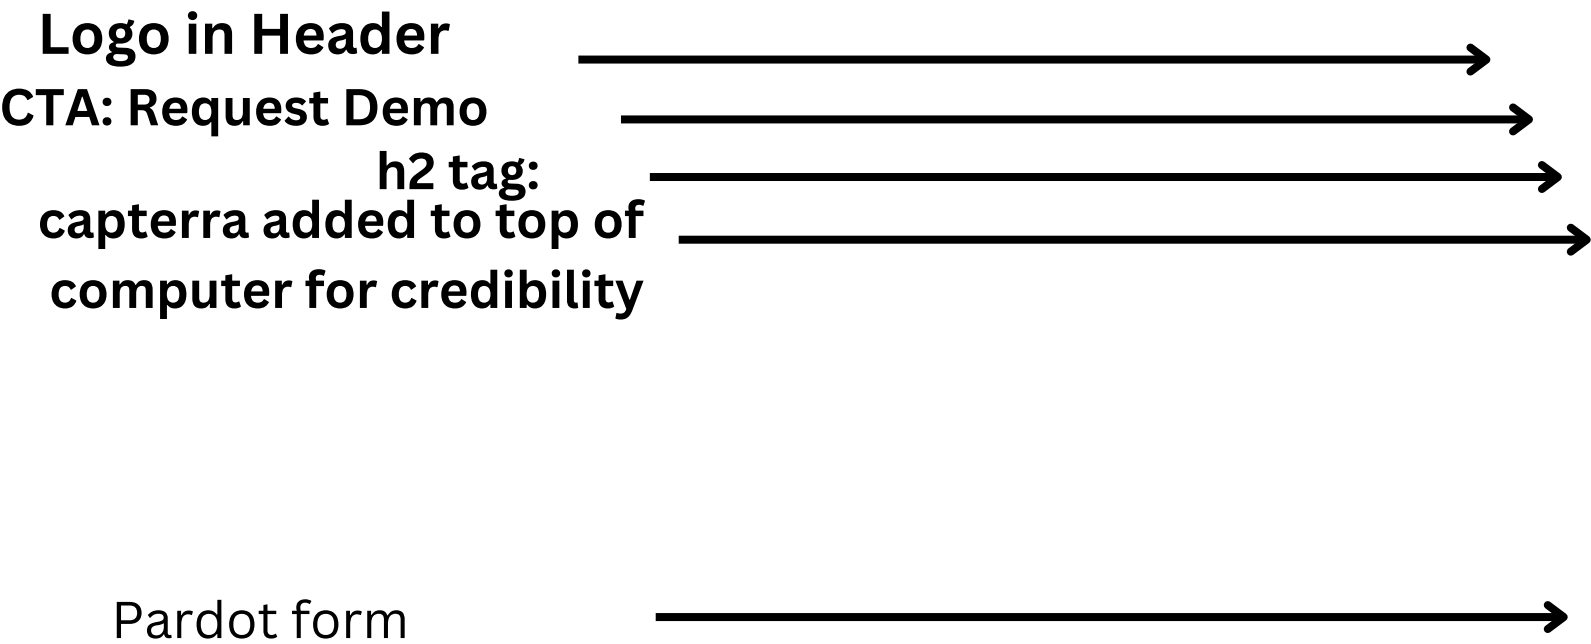 Logo in Header
CTA: Request Demo
h2 tag:
capterra added to top of
computer for credibility
Pardot form